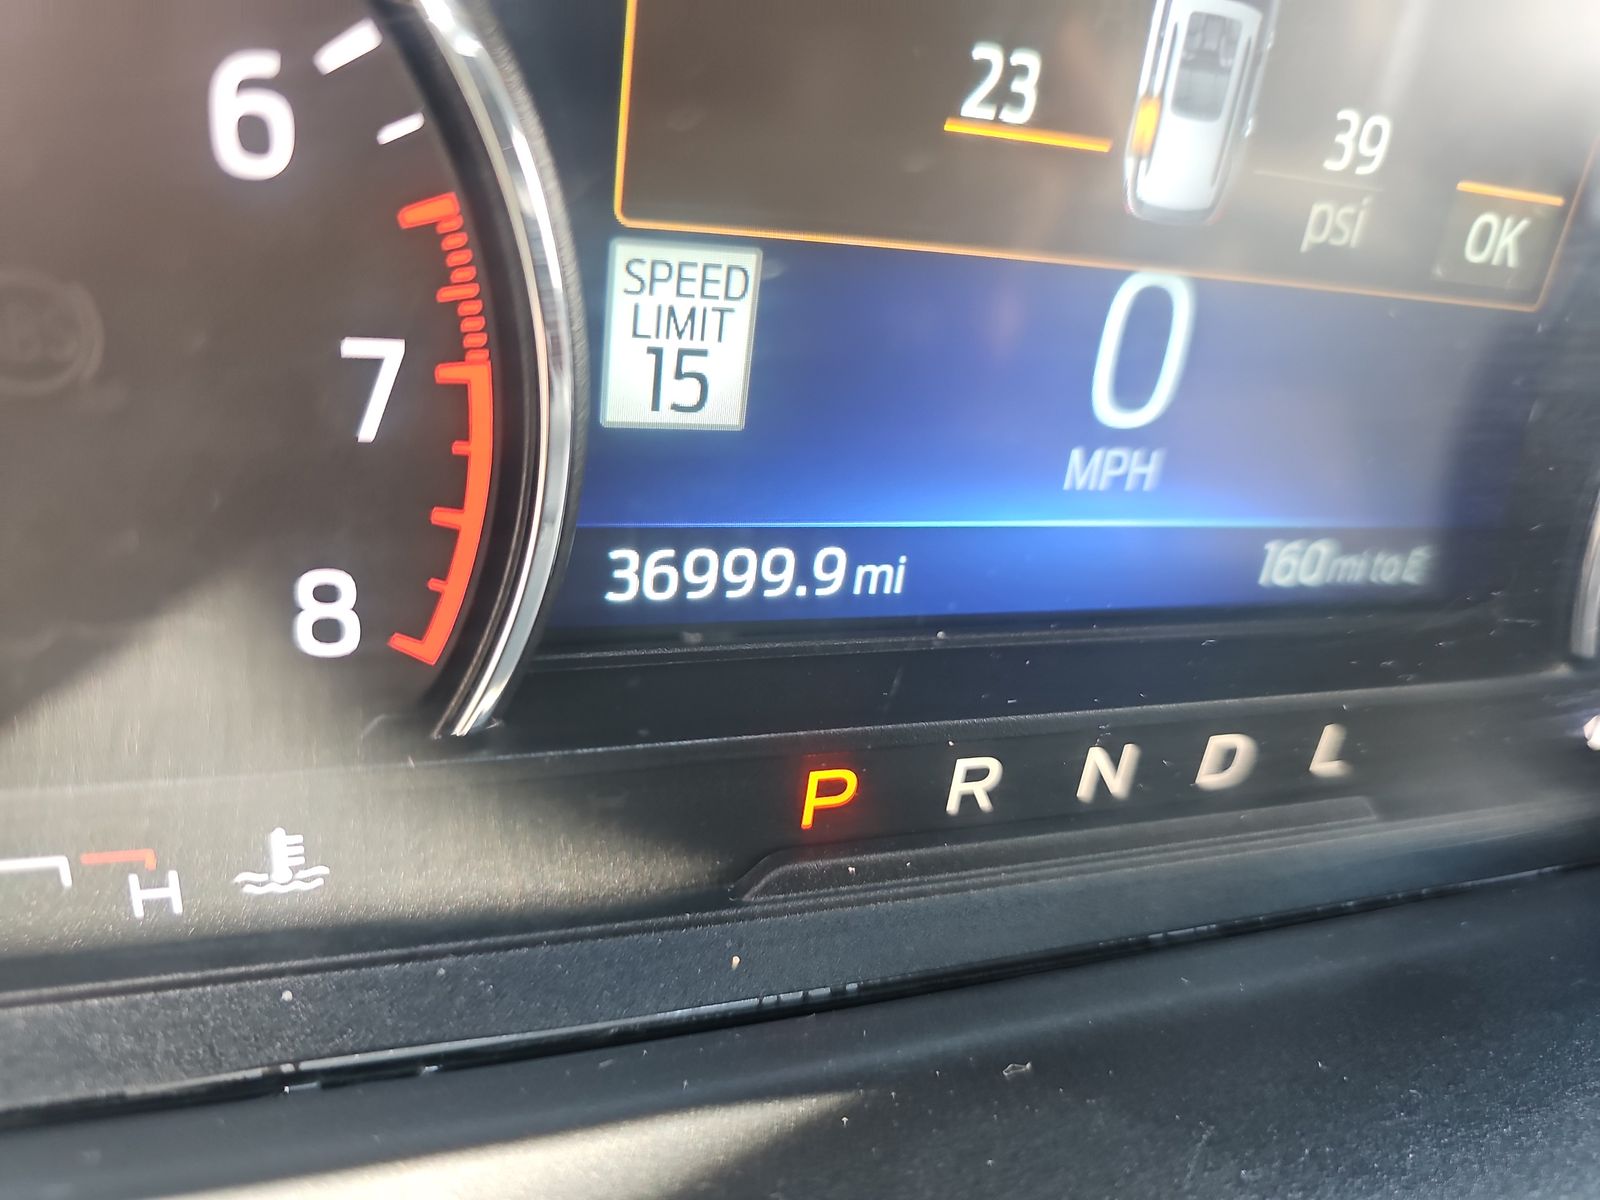 6
7
8
23
39
psi
OK
SPEED
LIMIT
15
0
MPH
36999.9 mi
160 mi to E
P R N D L
H